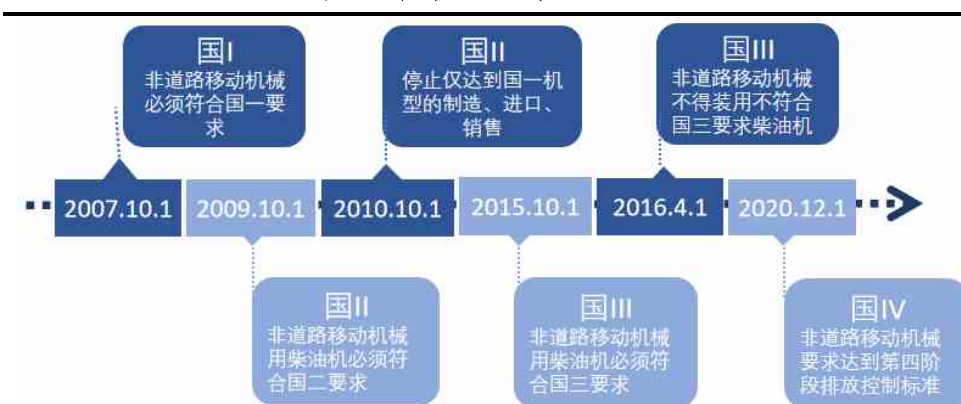 国I
非道路移动机械
必须符合国一要
求
国II
停止仅达到国一机
型的制造、进口、
销售
国III
非道路移动机械
不得装用不符合
国三要求柴油机
2007.10.1
2009.10.1
2010.10.1
2015.10.1
2016.4.1
2020.12.1
国II
非道路移动机械
用柴油机必须符
合国二要求
国III
非道路移动机械
用柴油机必须符
合国三要求
国IV
非道路移动机械
要求达到第四阶
段排放控制标准